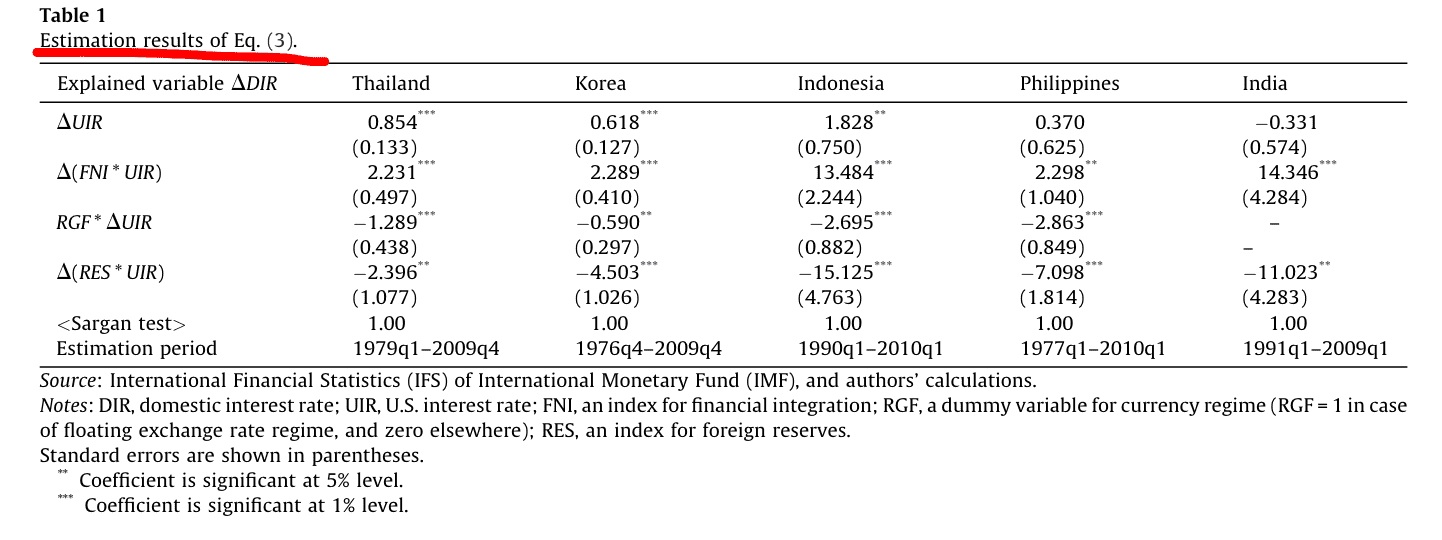 Table 1
Estimation results of Eq. (3).
Explained variable ΔDIR Thailand Korea Indonesia Philippines India
ΔUIR 0.854*** 0.618*** 1.828** 0.370 −0.331
(0.133) (0.127) (0.750) (0.625) (0.574)
Δ(FNI * UIR) 2.231*** 2.289*** 13.484*** 2.298** 14.346***
(0.497) (0.410) (2.244) (1.040) (4.284)
RGF * ΔUIR −1.289*** −0.590** −2.695*** −2.863*** –
(0.438) (0.297) (0.882) (0.849) –
Δ(RES * UIR) −2.396** −4.503*** −15.125*** −7.098*** −11.023**
(1.077) (1.026) (4.763) (1.814) (4.283)
<Sargan test> 1.00 1.00 1.00 1.00 1.00
Estimation period 1979q1–2009q4 1976q4–2009q4 1990q1–2010q1 1977q1–2010q1 1991q1–2009q1
Source: International Financial Statistics (IFS) of International Monetary Fund (IMF), and authors' calculations.
Notes: DIR, domestic interest rate; UIR, U.S. interest rate; FNI, an index for financial integration; RGF, a dummy variable for currency regime (RGF = 1 in case
of floating exchange rate regime, and zero elsewhere); RES, an index for foreign reserves.
Standard errors are shown in parentheses.
** Coefficient is significant at 5% level.
*** Coefficient is significant at 1% level.